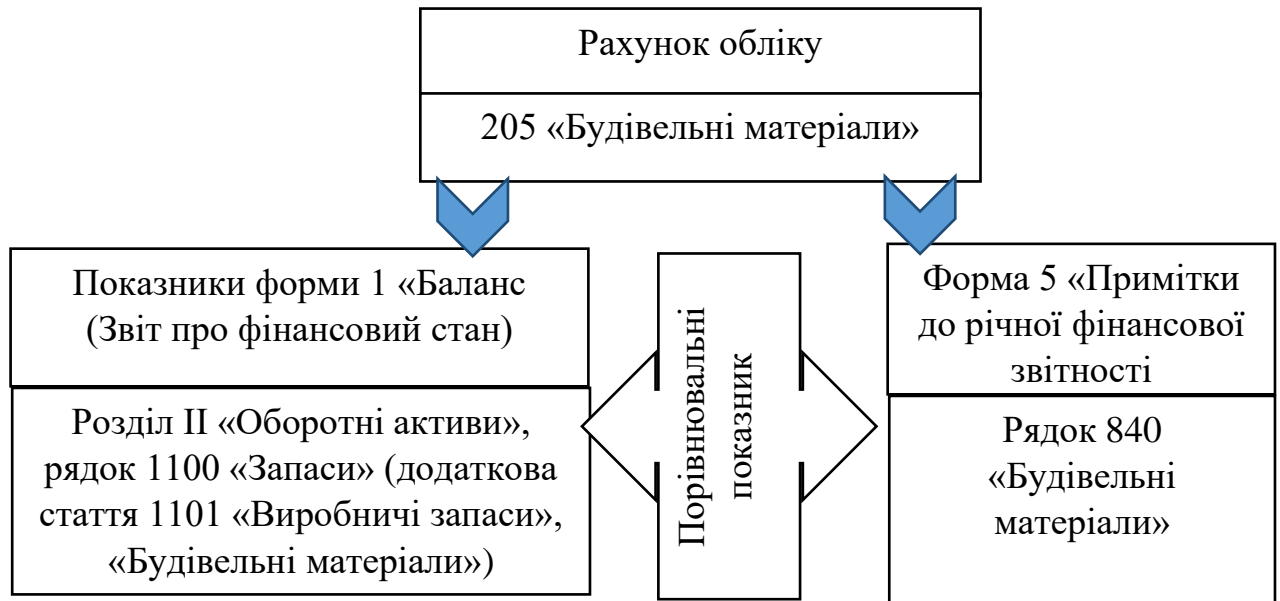 Рахунок обліку
205 «Будівельні матеріали»
Показники форми 1 «Баланс
(Звіт про фінансовий стан)
Розділ ІІ «Оборотні активи»,
рядок 1100 «Запаси» (додаткова
стаття 1101 «Виробничі запаси»,
«Будівельні матеріали»)
Порівнювальні
показник
Форма 5 «Примітки
до річної фінансової
звітності
Рядок 840
«Будівельні
матеріали»